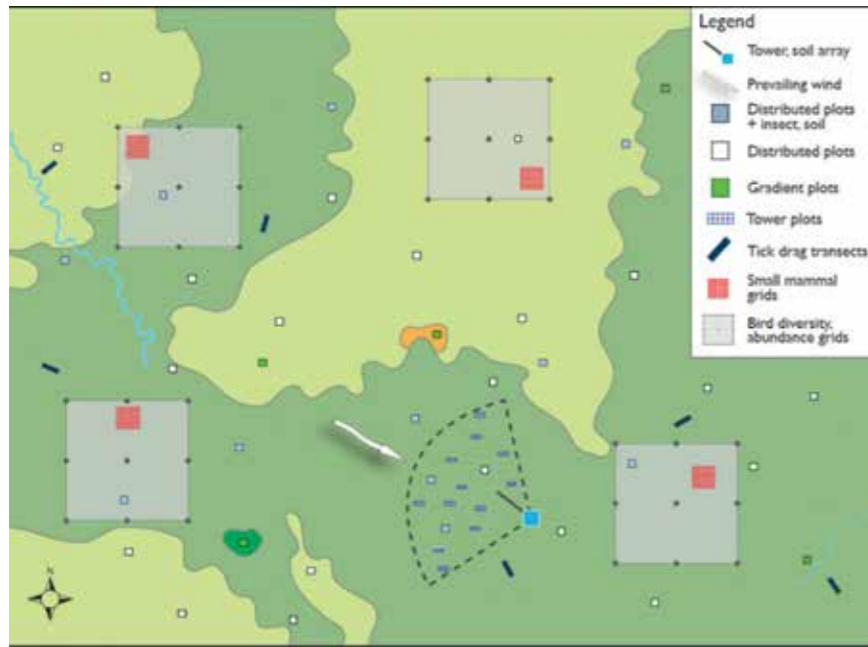 Legend
Tower, soil array
Prevailing wind
Distributed plots
+ insect, soil
Distributed plots
Gradient plots
Tower plots
Tick drag transects
Small mammal
grids
Bird diversity,
abundance grids
N